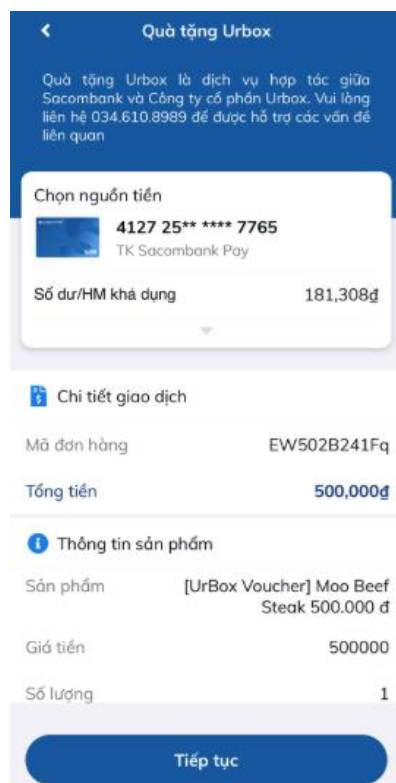 Quà tặng Urbox
Quà tặng Urbox là dịch vụ hợp tác giữa
Sacombank và Công ty cổ phần Urbox. Vui lòng
liên hệ 034.610.8989 để được hỗ trợ các vấn đề
liên quan
Chọn nguồn tiền
4127 25** **** 7765
TK Sacombank Pay
Số dư/HM khả dụng 181,308₫
Chi tiết giao dịch
Mã đơn hàng EW502B241Fq
Tổng tiền 500,000₫
Thông tin sản phẩm
Sản phẩm [UrBox Voucher] Moo Beef
Steak 500.000 đ
Giá tiền 500000
Số lượng 1
Tiếp tục